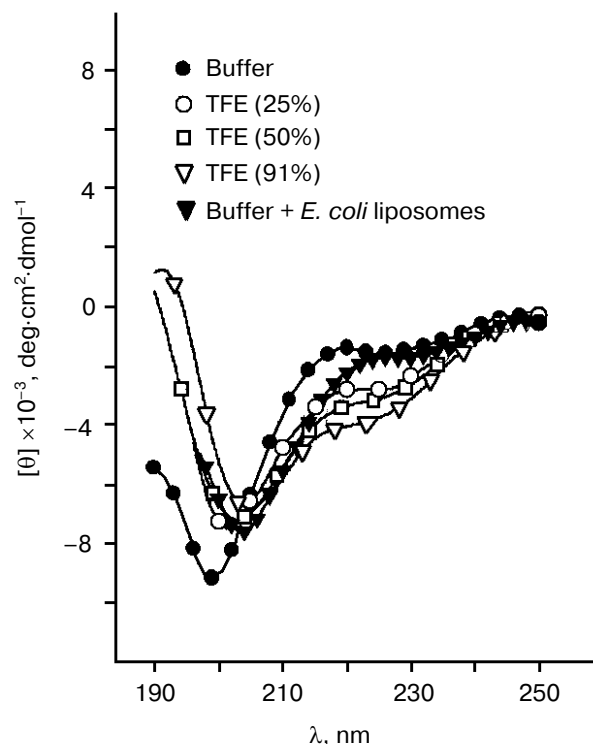 8
4
0
−4
−8
[θ] ×10⁻³, deg·cm²·dmol⁻¹
Buffer
TFE (25%)
TFE (50%)
TFE (91%)
Buffer + E. coli liposomes
190 210 230 250
λ, nm